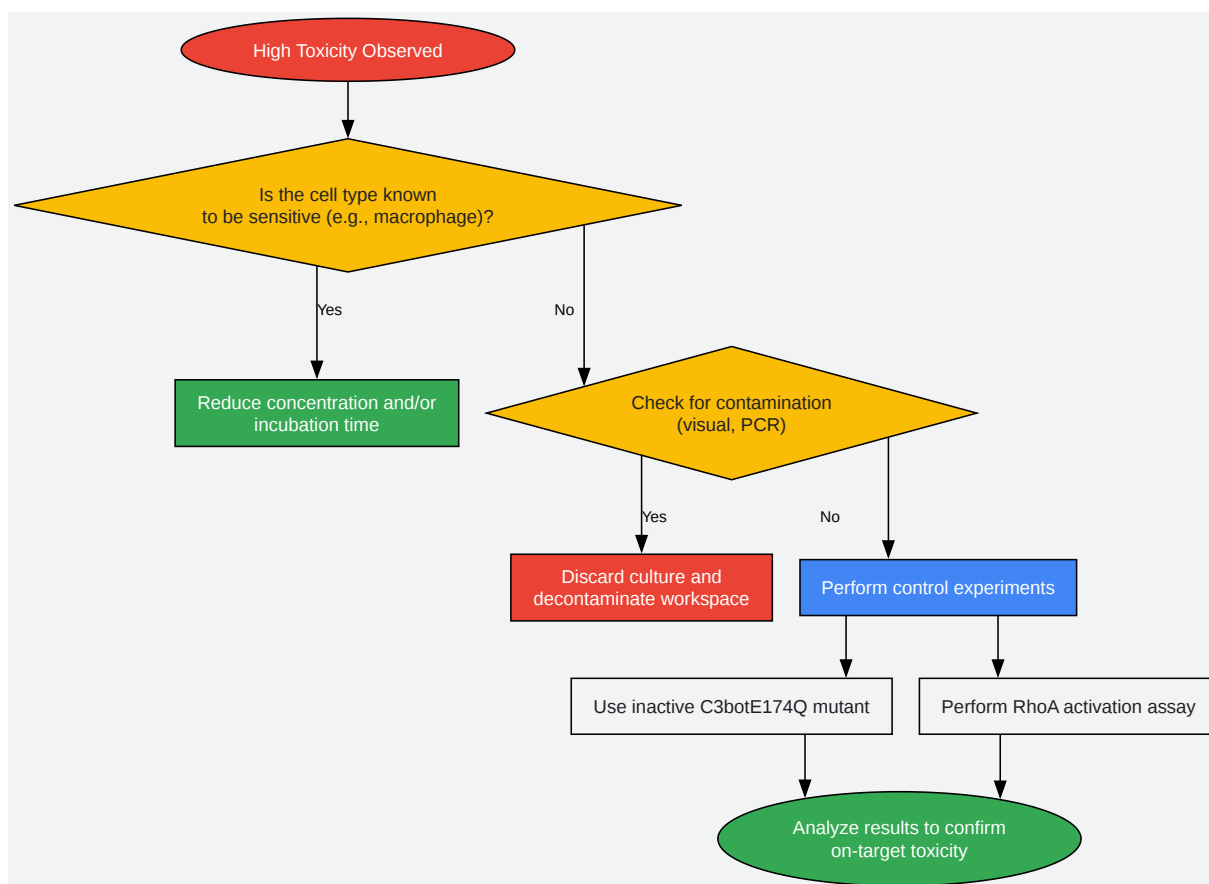 High Toxicity Observed
Is the cell type known
to be sensitive (e.g., macrophage)?
Yes
No
Reduce concentration and/or
incubation time
Check for contamination
(visual, PCR)
Yes
No
Discard culture and
decontaminate workspace
Perform control experiments
Use inactive C3botE174Q mutant
Perform RhoA activation assay
Analyze results to confirm
on-target toxicity